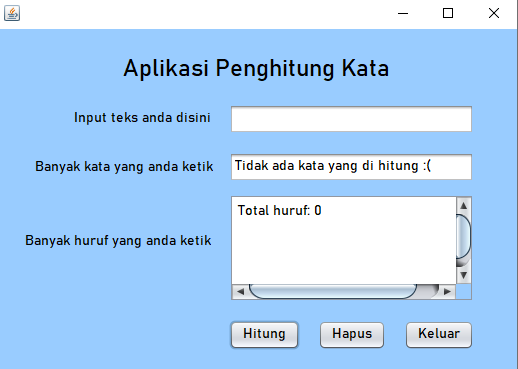 Aplikasi Penghitung Kata
Input teks anda disini
Banyak kata yang anda ketik
Tidak ada kata yang di hitung :(
Banyak huruf yang anda ketik
Total huruf: 0
Hitung
Hapus
Keluar